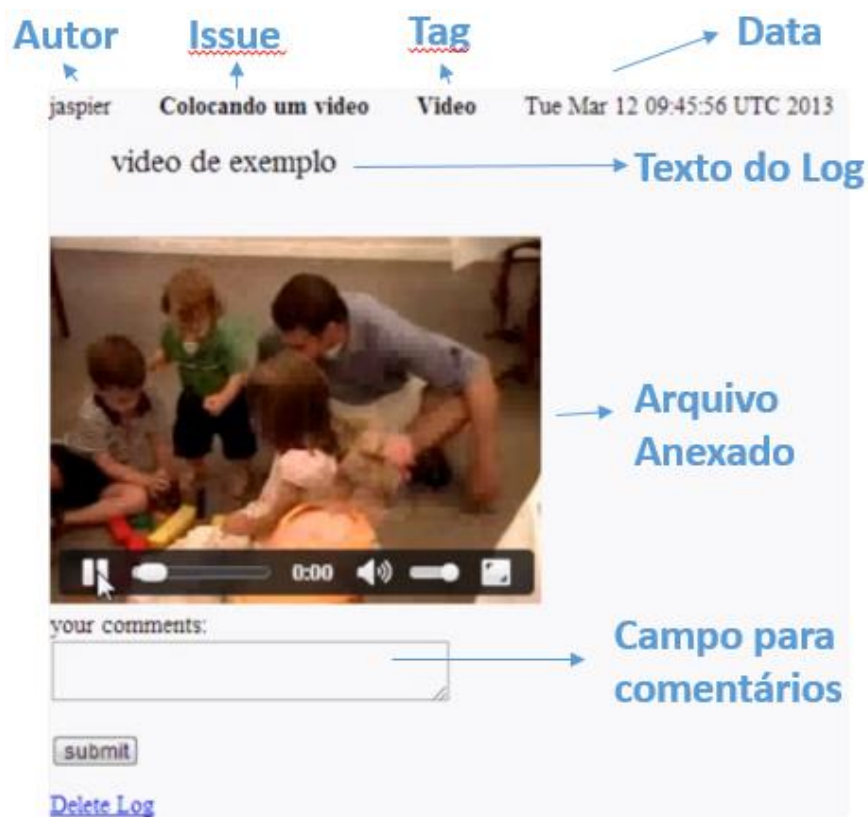 Autor Issue Tag Data
jaspier Colocando um video Video Tue Mar 12 09:45:56 UTC 2013
video de exemplo Texto do Log
Arquivo
Anexado
0:00
your comments:
Campo para
comentários
submit
Delete Log